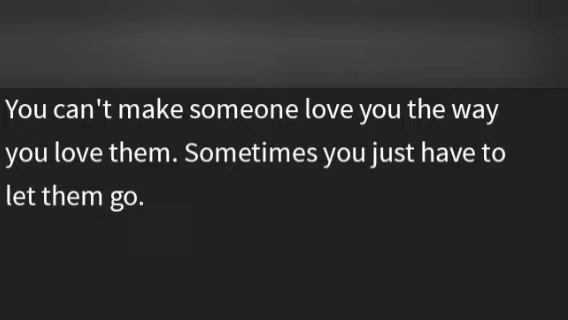 You can't make someone love you the way
you love them. Sometimes you just have to
let them go.